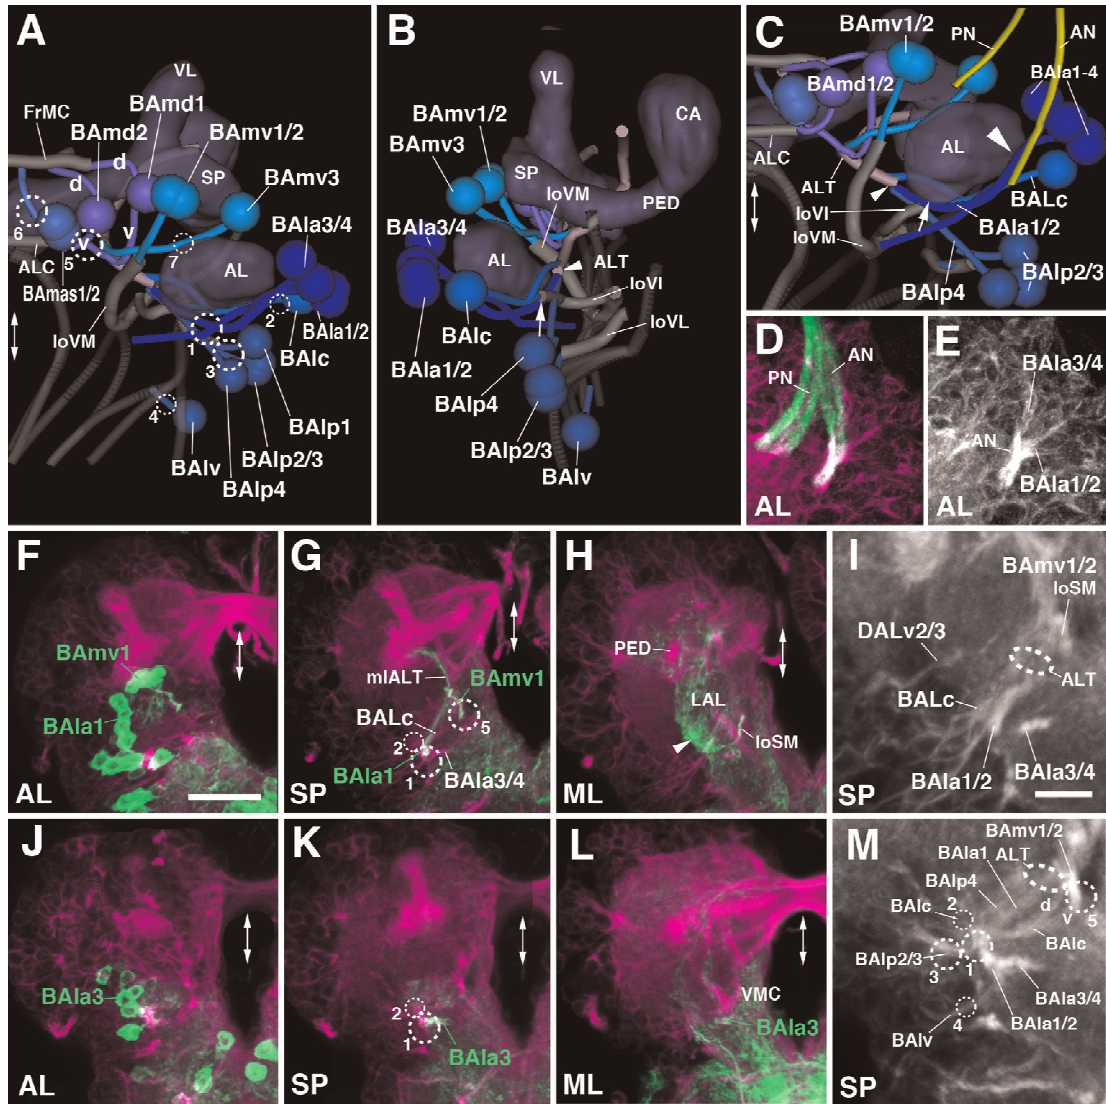 A
VL
FrMC
BAmd1
BAmd2
BAmv1/2
d
d
SP
BAmv3
6
v
v
5
7
BAla3/4
ALC
AL
BAmas1/2
loVM
2
BAla1/2
1
BAlc
3
4
BAlp1
BAlv
BAlp2/3
BAlp4
B
VL
CA
BAmv1/2
BAmv3
SP
loVM
PED
BAla3/4
AL
ALT
loVl
loVL
BAlc
BAla1/2
BAlp4
BAlp2/3
BAlv
C
BAmv1/2
PN
AN
BAmd1/2
BAla1-4
AL
ALC
ALT
loVl
BALc
loVM
BAla1/2
BAlp2/3
BAlp4
D
AN
PN
AL
E
BAla3/4
AN
BAla1/2
AL
F
BAmv1
BAla1
AL
G
mlALT
BAmv1
BALc
5
2
BAla1
1
BAla3/4
SP
H
PED
LAL
loSM
ML
I
BAmv1/2
loSM
DALv2/3
ALT
BALc
BAla1/2
BAla3/4
SP
J
BAla3
AL
K
2
1
BAla3
SP
L
VMC
BAla3
ML
M
BAmv1/2
BAla1
ALT
BAlp4
2
d
BAlc
v
5
BAlc
BAlp2/3
3
1
BAla3/4
4
BAla1/2
BAlv
SP